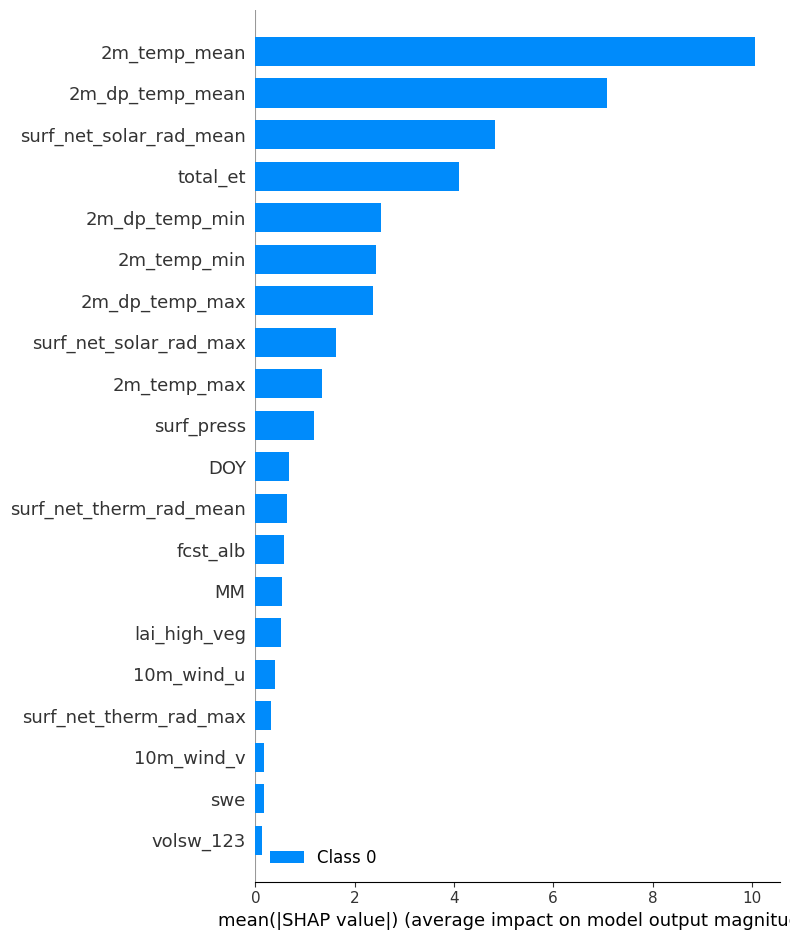 2m_temp_mean
2m_dp_temp_mean
surf_net_solar_rad_mean
total_et
2m_dp_temp_min
2m_temp_min
2m_dp_temp_max
surf_net_solar_rad_max
2m_temp_max
surf_press
DOY
surf_net_therm_rad_mean
fcst_alb
MM
lai_high_veg
10m_wind_u
surf_net_therm_rad_max
10m_wind_v
swe
volsw_123
Class 0
0 2 4 6 8 10
mean(|SHAP value|) (average impact on model output magnitu